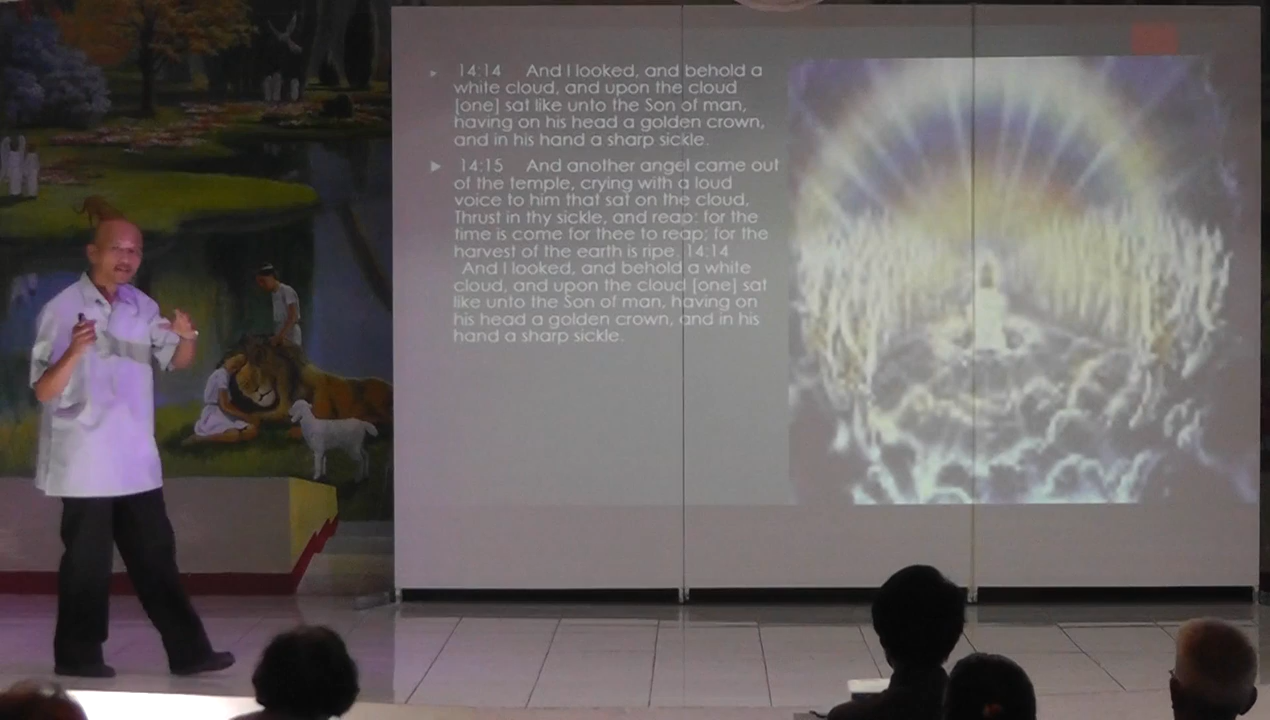 14:14 And I looked, and behold a
white cloud, and upon the cloud
[one] sat like unto the Son of man,
having on his head a golden crown,
and in his hand a sharp sickle.
14:15 And another angel came out
of the temple, crying with a loud
voice to him that sat on the cloud,
Thrust in thy sickle, and reap: for the
time is come for thee to reap; for the
harvest of the earth is ripe. 14:14
And I looked, and behold a white
cloud, and upon the cloud [one] sat
like unto the Son of man, having on
his head a golden crown, and in his
hand a sharp sickle.